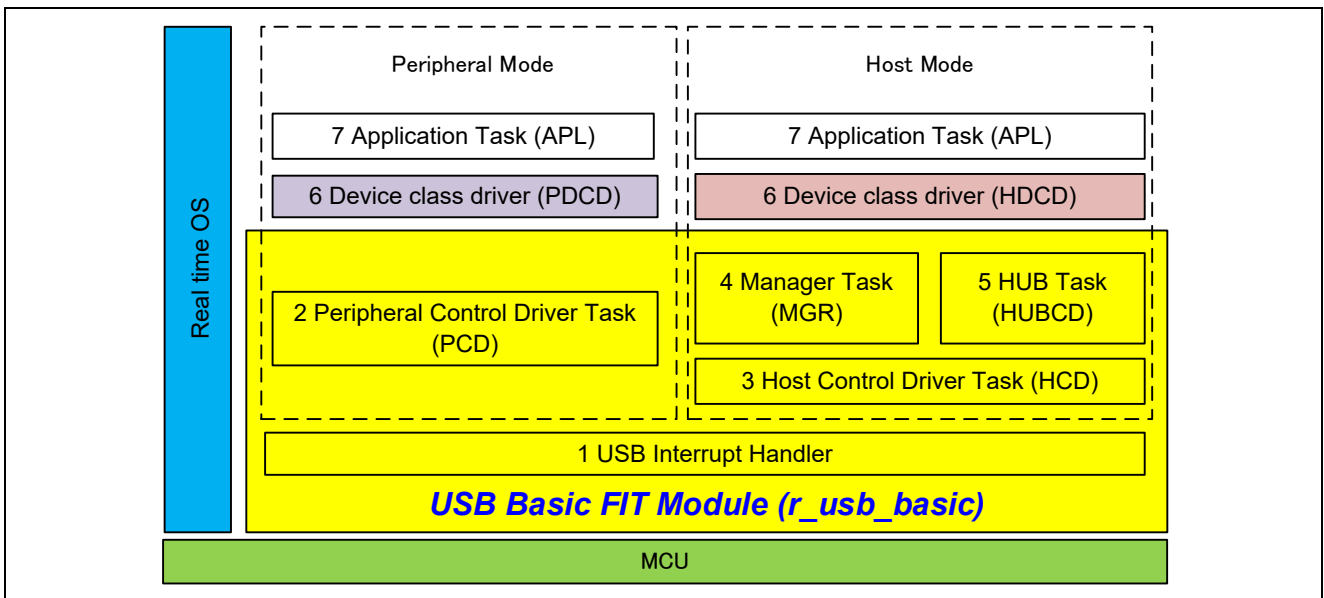 Real time OS
Peripheral Mode
7 Application Task (APL)
6 Device class driver (PDCD)
2 Peripheral Control Driver Task
(PCD)
Host Mode
7 Application Task (APL)
6 Device class driver (HDCD)
4 Manager Task
(MGR)
5 HUB Task
(HUBCD)
3 Host Control Driver Task (HCD)
1 USB Interrupt Handler
USB Basic FIT Module (r_usb_basic)
MCU